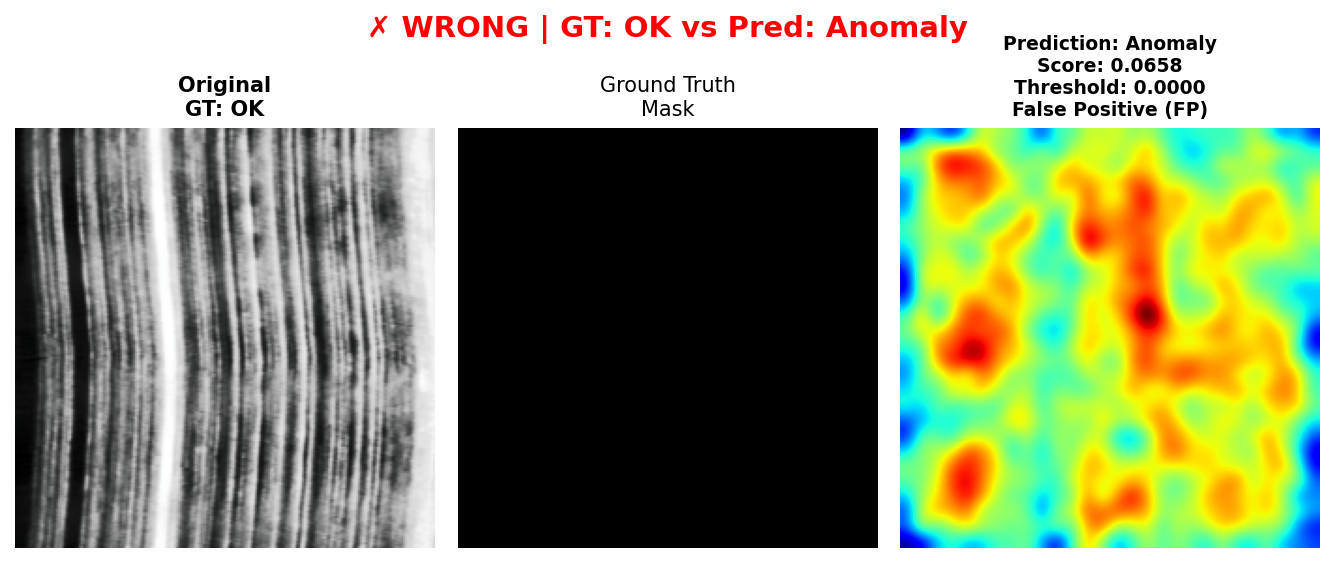 ✗ WRONG | GT: OK vs Pred: Anomaly
Original
GT: OK
Ground Truth
Mask
Prediction: Anomaly
Score: 0.0658
Threshold: 0.0000
False Positive (FP)